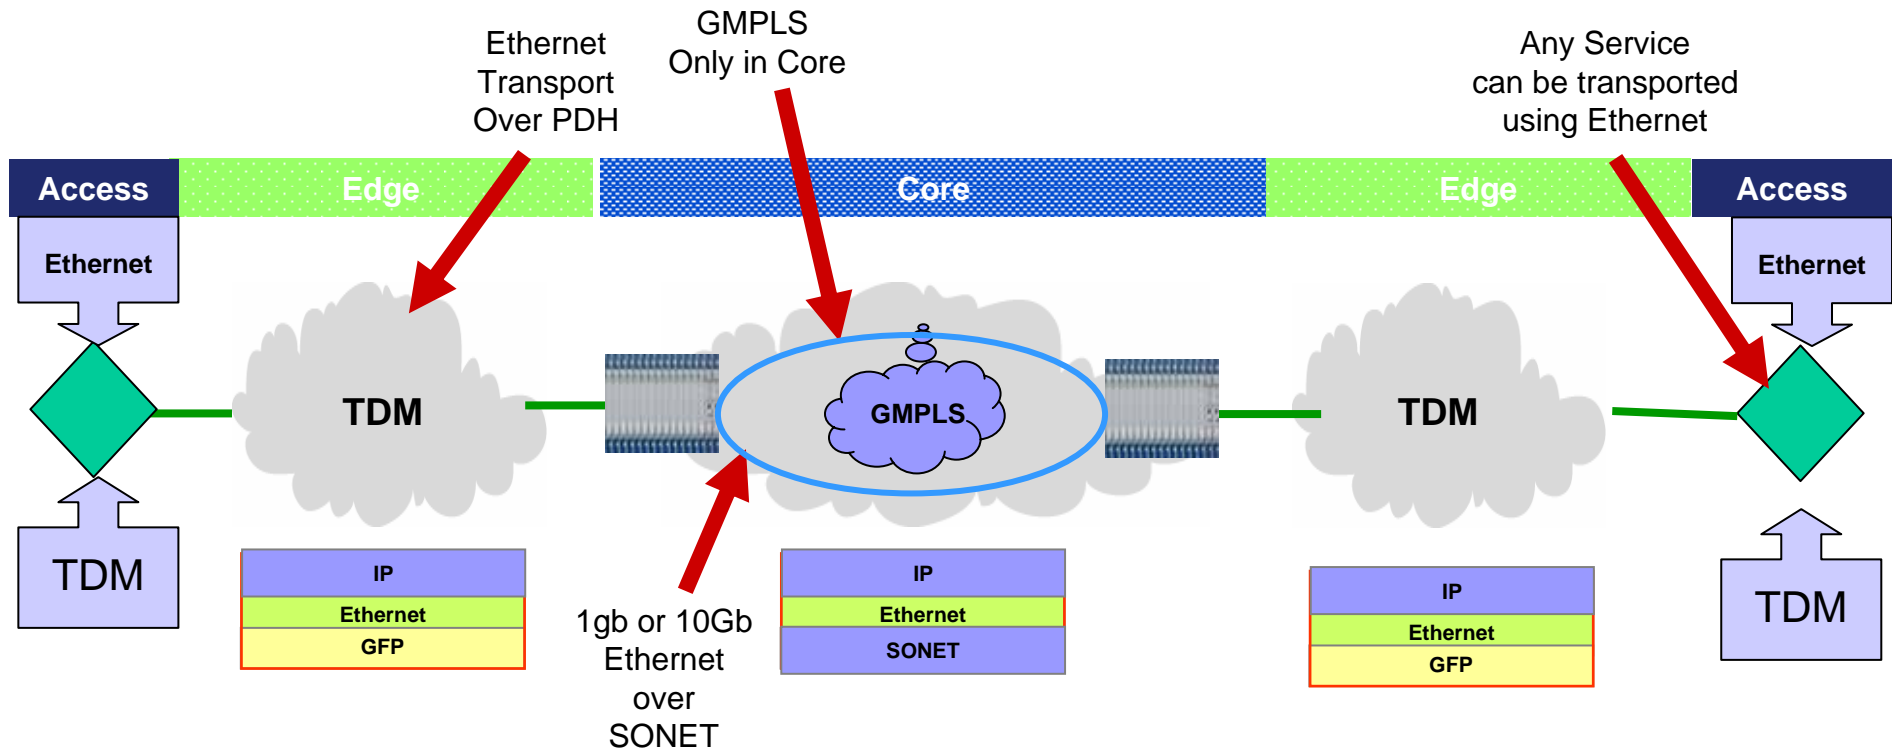 Ethernet
Transport
Over PDH
GMPLS
Only in Core
Any Service
can be transported
using Ethernet
Access
Edge
Core
Edge
Access
Ethernet
Ethernet
TDM
GMPLS
TDM
TDM
IP
Ethernet
GFP
1gb or 10Gb
Ethernet
over
SONET
IP
Ethernet
SONET
IP
Ethernet
GFP
TDM